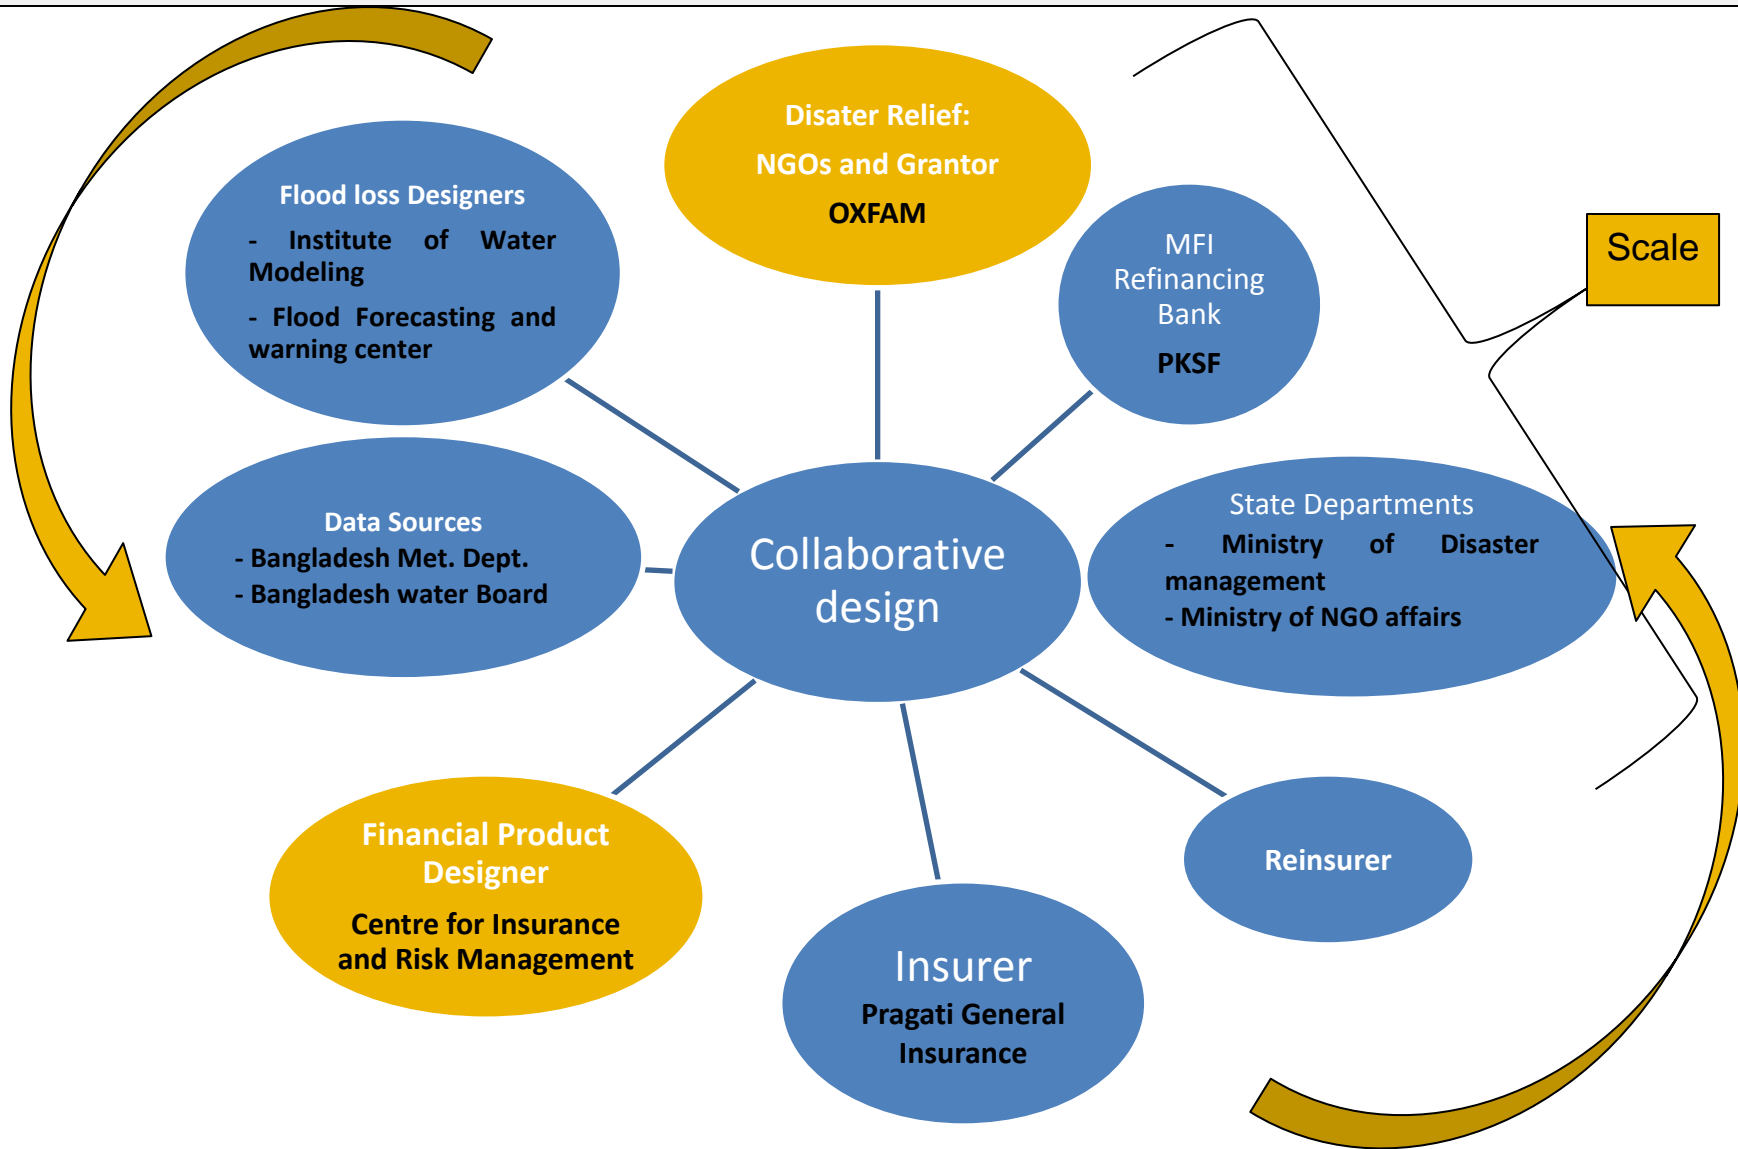 Disater Relief:
NGOs and Grantor
OXFAM
Flood loss Designers
- Institute of Water
Modeling
- Flood Forecasting and
warning center
MFI
Refinancing
Bank
PKSF
Scale
Data Sources
- Bangladesh Met. Dept.
- Bangladesh water Board
Collaborative
design
State Departments
- Ministry of Disaster
management
- Ministry of NGO affairs
Financial Product
Designer
Centre for Insurance
and Risk Management
Insurer
Pragati General
Insurance
Reinsurer